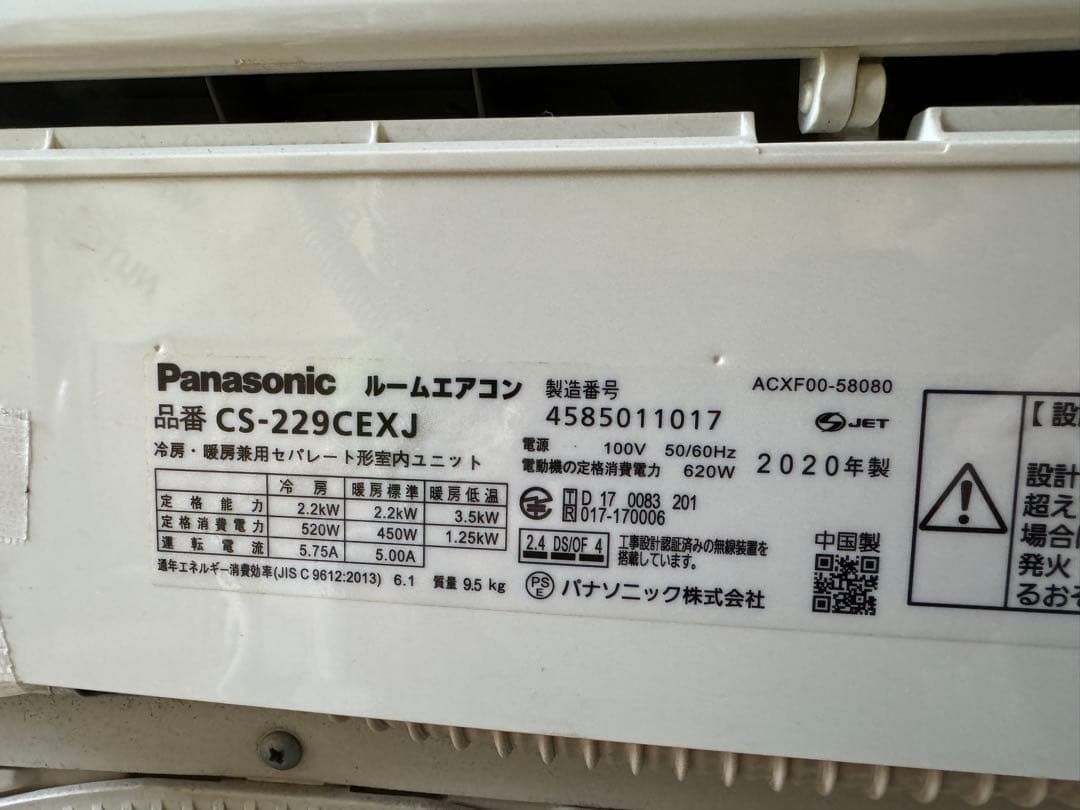 Panasonic ルームエアコン
品番 CS-229CEXJ
冷房・暖房兼用セパレート形室内ユニット
冷房 暖房標準 暖房低温
定格能力 2.2kW 2.2kW 3.5kW
定格消費電力 520W 450W 1.25kW
運転電流 5.75A 5.00A
通年エネルギー消費効率(JIS C 9612:2013) 6.1 質量 9.5 kg
製造番号
4585011017
電源 100V 50/60Hz
電動機の定格消費電力 620W
T D 17 0083 201
R 017-170006
2.4 DS/OF 4 工事設計認証済みの無線装置を
搭載しています。
PSE パナソニック株式会社
ACXF00-58080
JET
2020年製
中国製
【設
設計
超え
場合
発火
るおそ